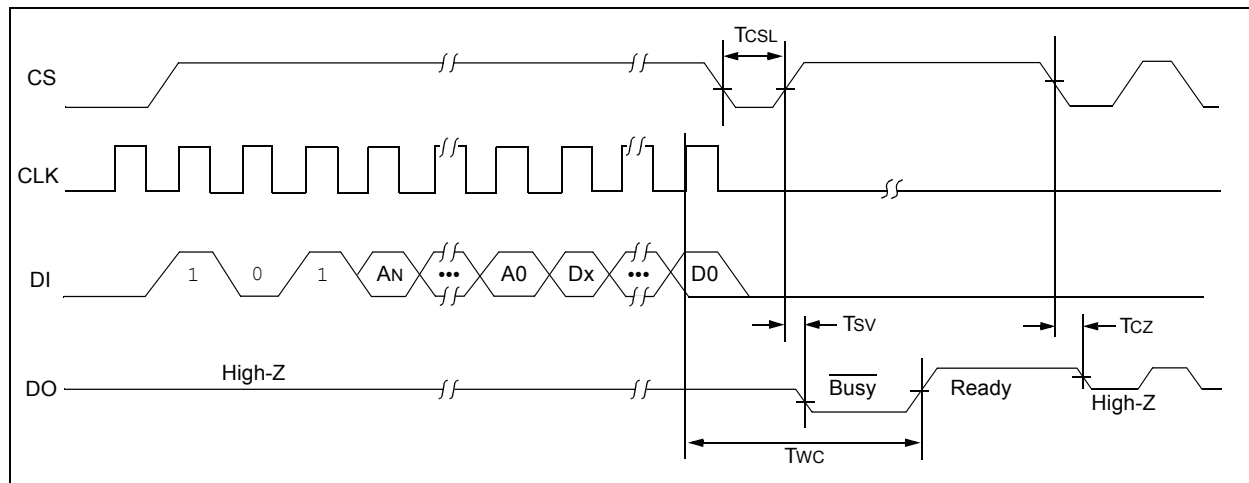 TCSL
CS
CLK
DI 1 0 1 AN ••• A0 Dx ••• D0
TSV TCZ
DO High-Z Busy Ready High-Z
TWC